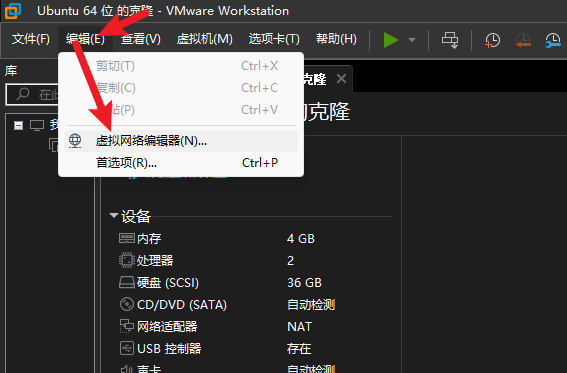 Ubuntu 64 位 的克隆 - VMware Workstation
文件(F) 编辑(E) 查看(V) 虚拟机(M) 选项卡(T) 帮助(H)
库
剪切(T) Ctrl+X
克隆
在此
复制(C) Ctrl+C
(P) Ctrl+V
克隆
虚拟网络编辑器(N)...
首选项(R)... Ctrl+P
设备
内存 4 GB
处理器 2
硬盘 (SCSI) 36 GB
CD/DVD (SATA) 自动检测
网络适配器 NAT
USB 控制器 存在
声卡 自动检测